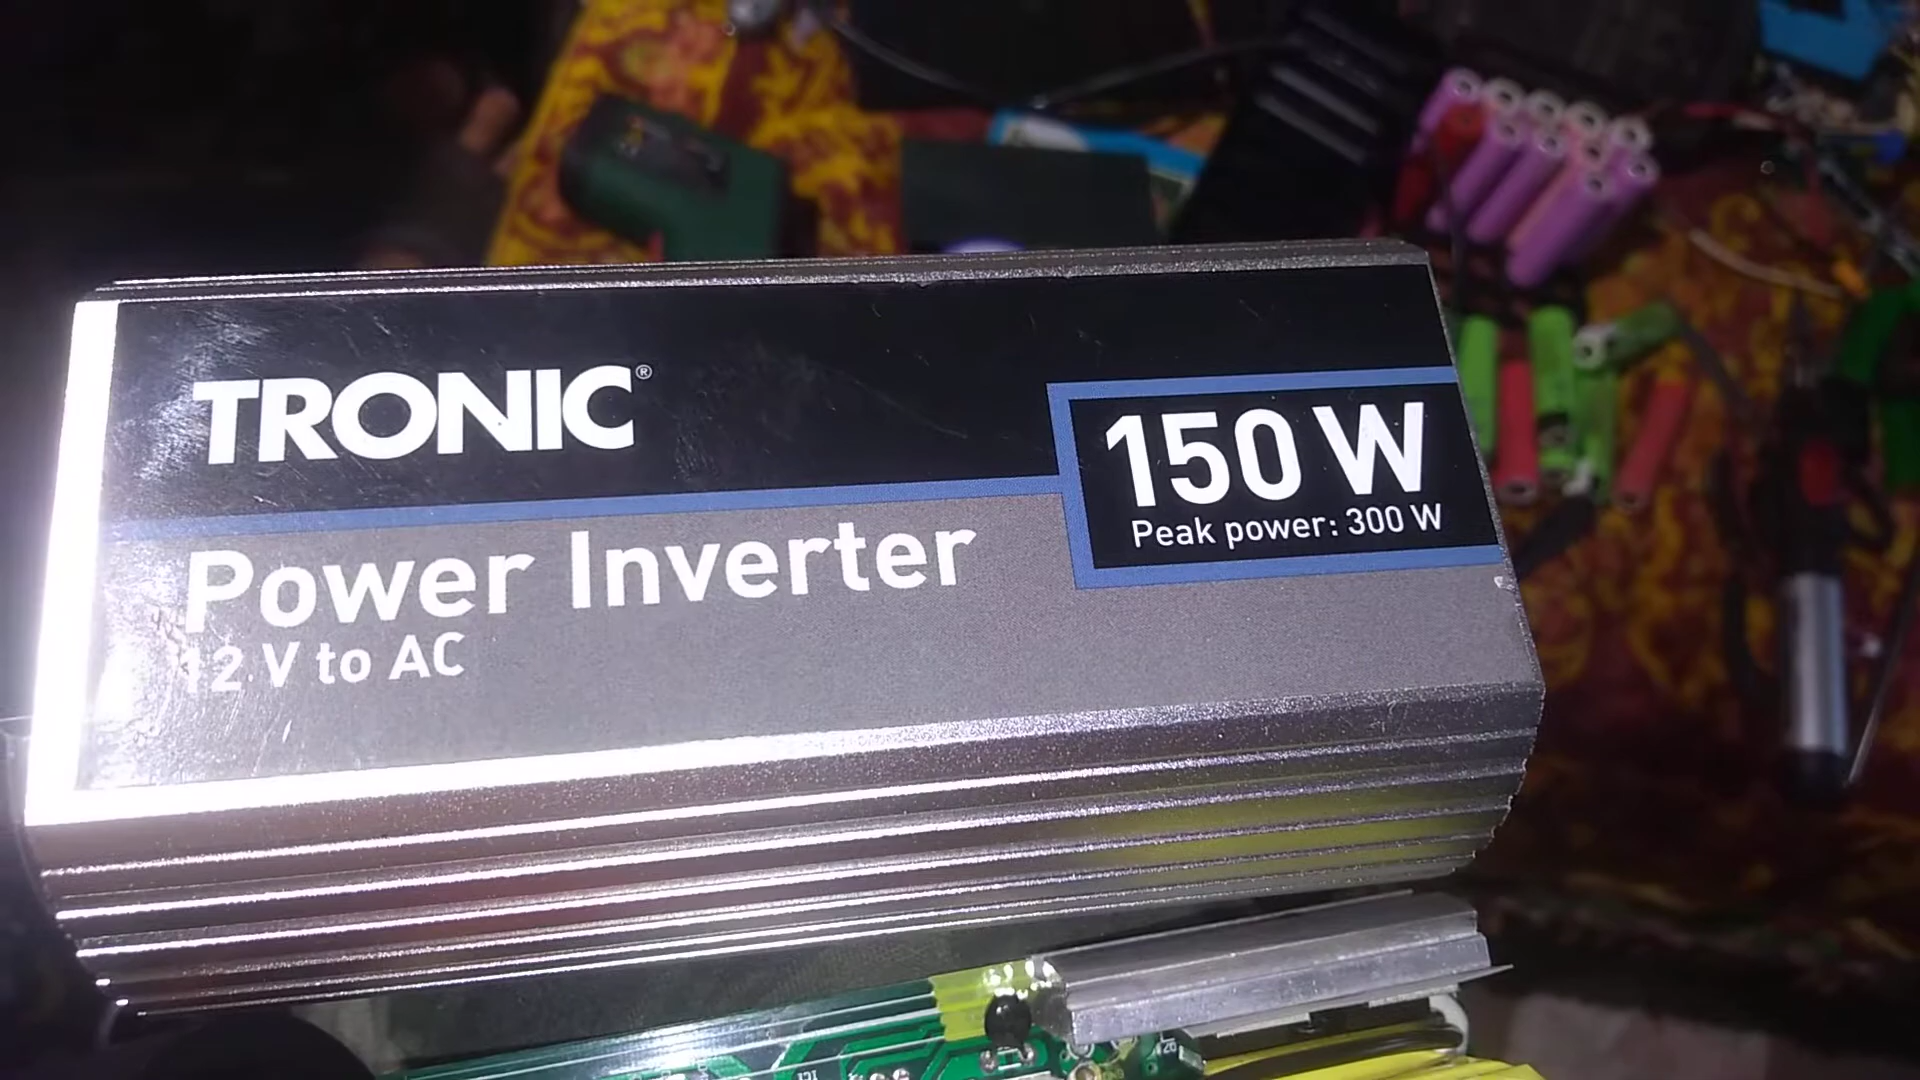 TRONIC®
150 W
Peak power: 300 W
Power Inverter
12 V to AC